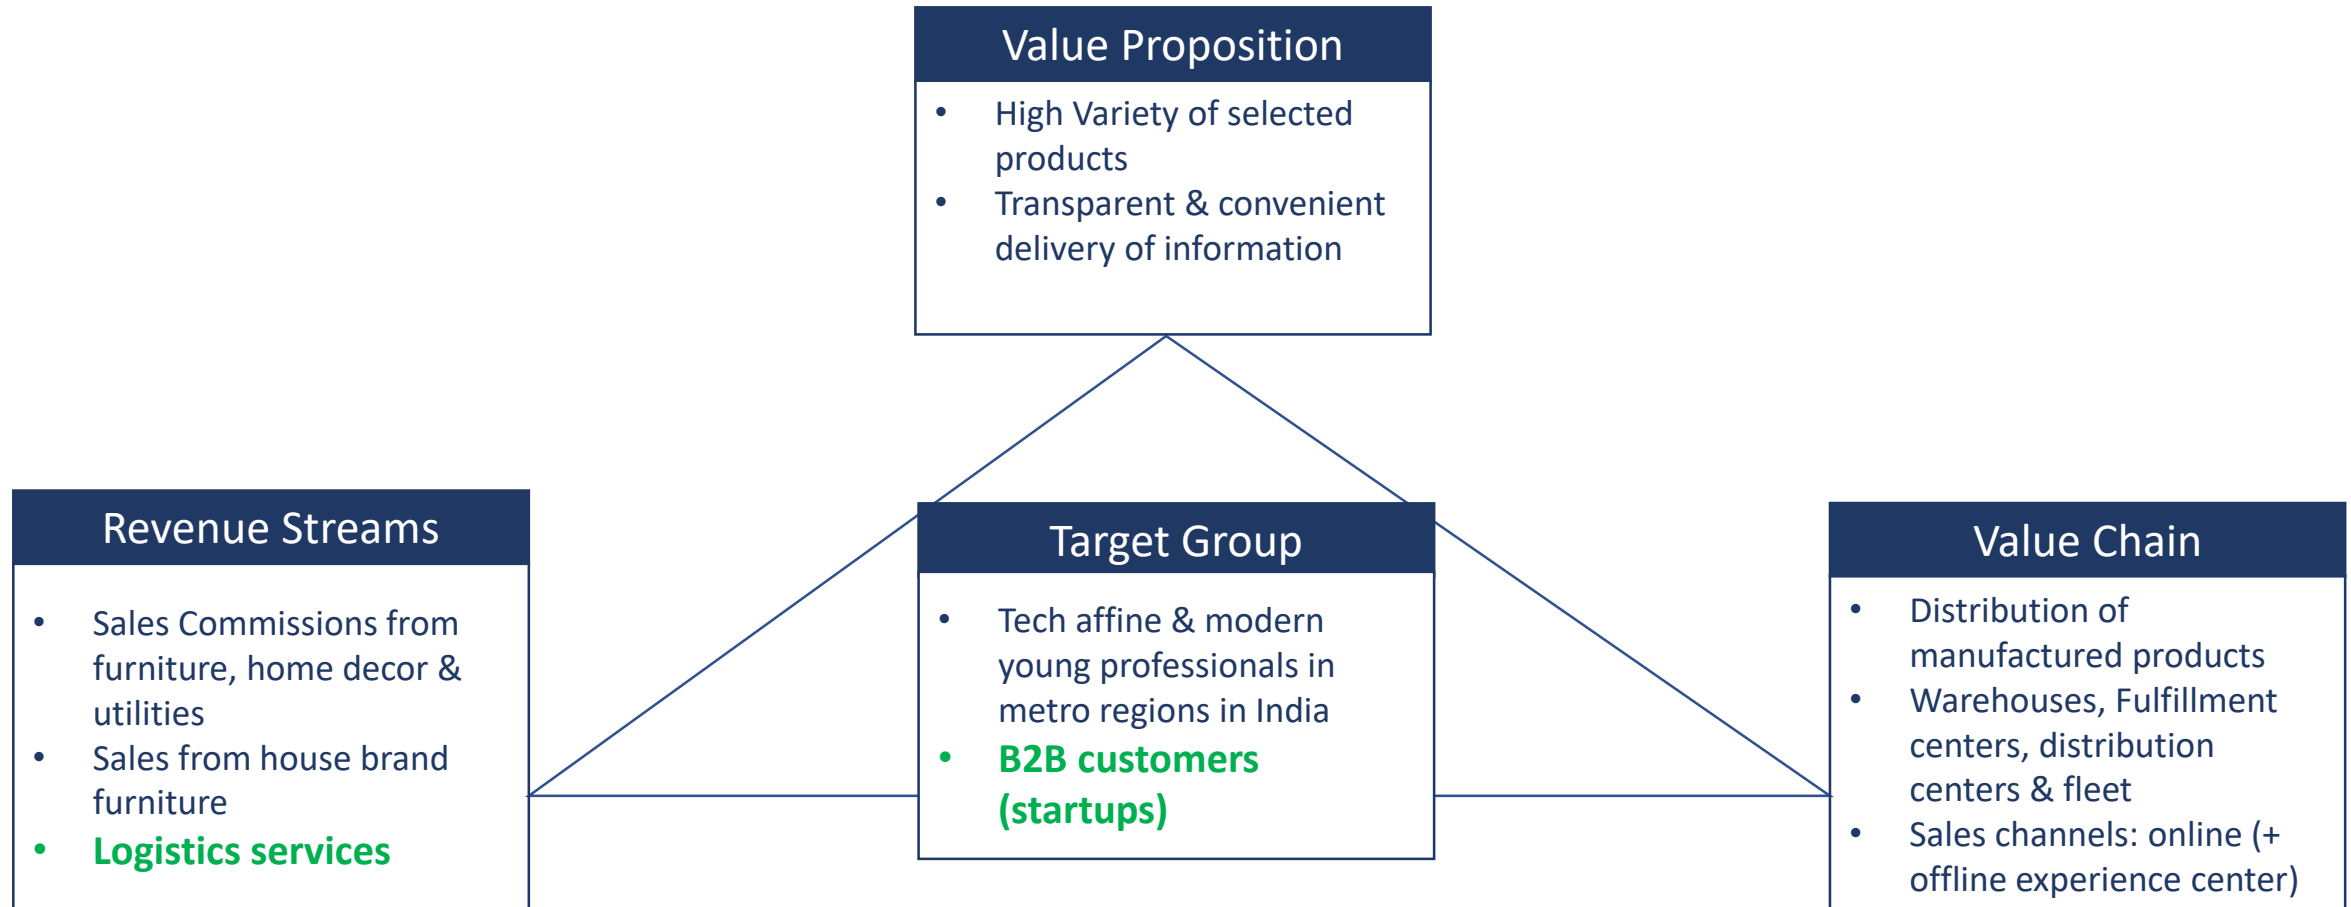 Value Proposition
• High Variety of selected
products
• Transparent & convenient
delivery of information
Revenue Streams
• Sales Commissions from
furniture, home decor &
utilities
• Sales from house brand
furniture
• Logistics services
Target Group
• Tech affine & modern
young professionals in
metro regions in India
• B2B customers
(startups)
Value Chain
• Distribution of
manufactured products
• Warehouses, Fulfillment
centers, distribution
centers & fleet
• Sales channels: online (+
offline experience center)